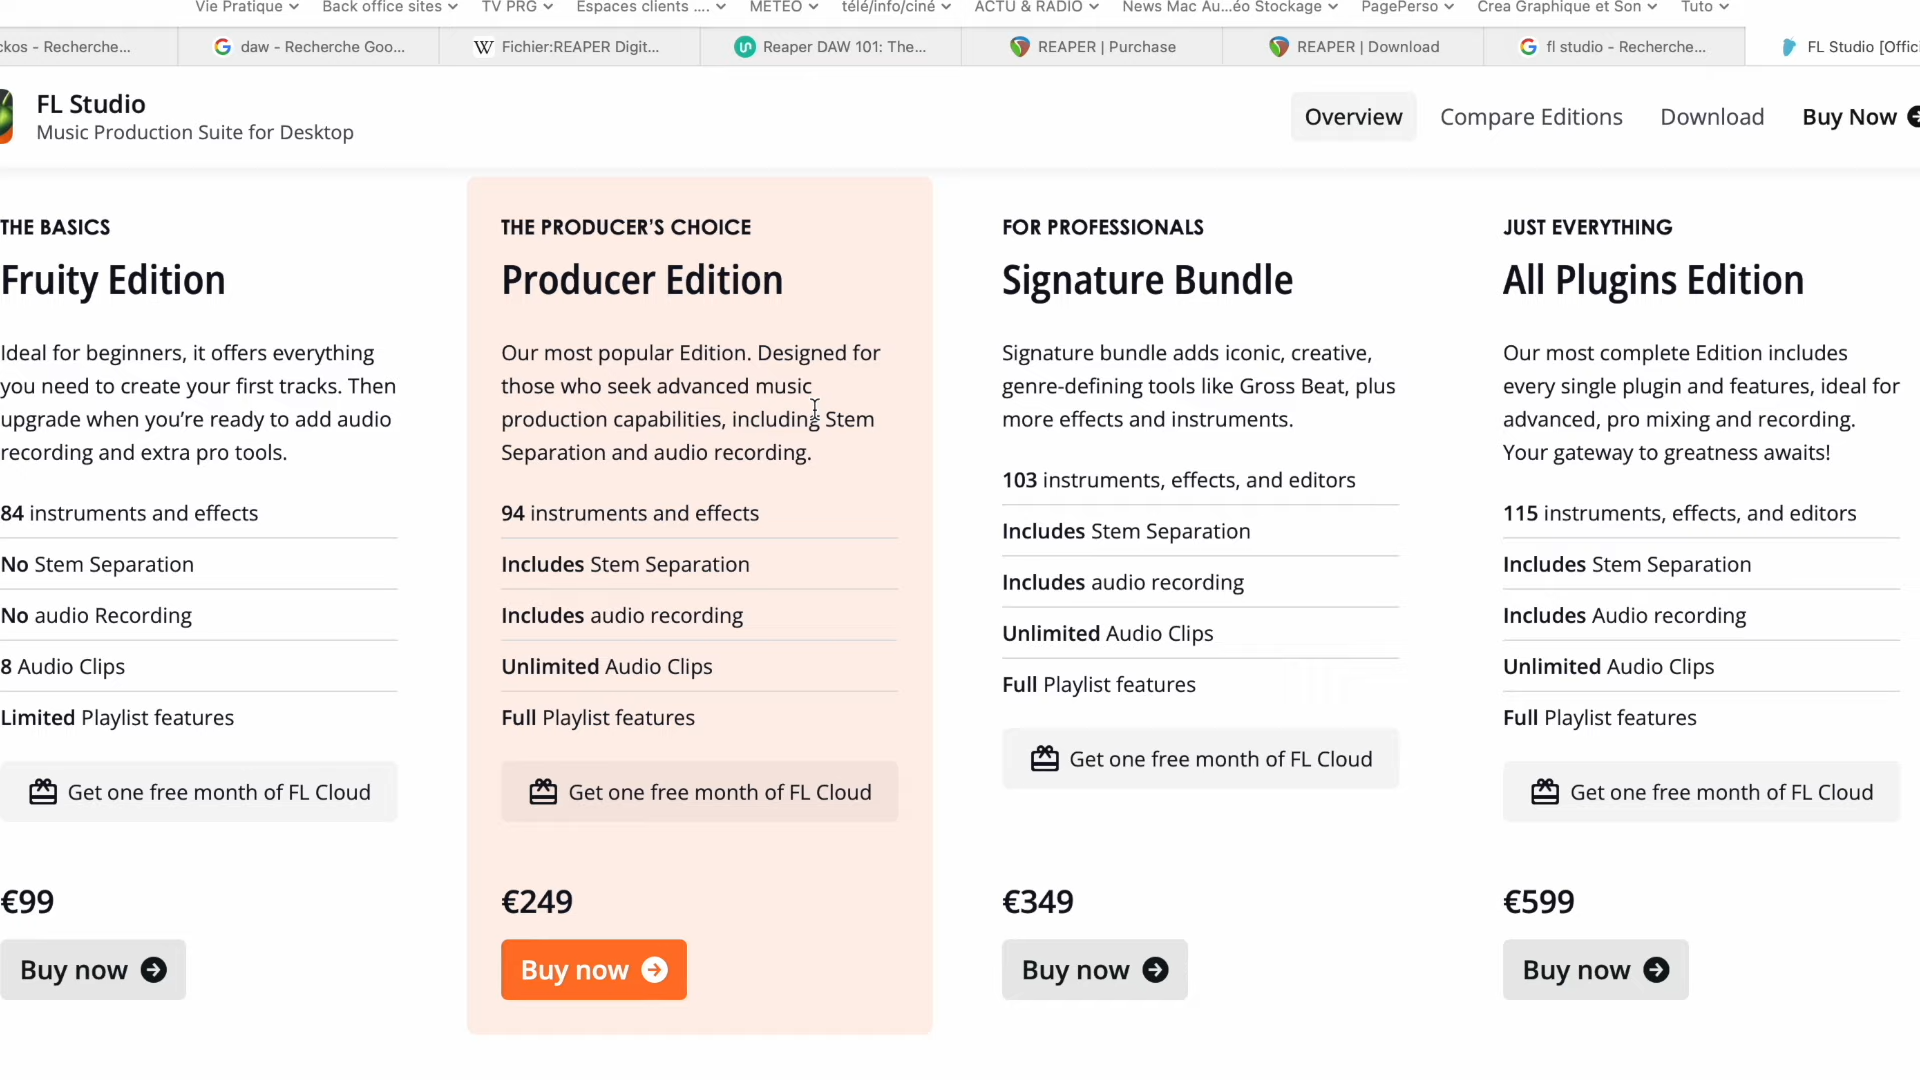 Vie Pratique Back office sites TV PRG Espaces clients .... METEO télé/info/ciné ACTU & RADIO News Mac Au...éo Stockage PagePerso Crea Graphique et Son Tuto
ckos - Recherche... daw - Recherche Goo... Fichier:REAPER Digit... Reaper DAW 101: The... REAPER | Purchase REAPER | Download fl studio - Recherche... FL Studio [Offic
FL Studio
Music Production Suite for Desktop
Overview Compare Editions Download Buy Now
THE BASICS
Fruity Edition
Ideal for beginners, it offers everything
you need to create your first tracks. Then
upgrade when you’re ready to add audio
recording and extra pro tools.
84 instruments and effects
No Stem Separation
No audio Recording
8 Audio Clips
Limited Playlist features
Get one free month of FL Cloud
€99
Buy now
THE PRODUCER’S CHOICE
Producer Edition
Our most popular Edition. Designed for
those who seek advanced music
production capabilities, including Stem
Separation and audio recording.
94 instruments and effects
Includes Stem Separation
Includes audio recording
Unlimited Audio Clips
Full Playlist features
Get one free month of FL Cloud
€249
Buy now
FOR PROFESSIONALS
Signature Bundle
Signature bundle adds iconic, creative,
genre-defining tools like Gross Beat, plus
more effects and instruments.
103 instruments, effects, and editors
Includes Stem Separation
Includes audio recording
Unlimited Audio Clips
Full Playlist features
Get one free month of FL Cloud
€349
Buy now
JUST EVERYTHING
All Plugins Edition
Our most complete Edition includes
every single plugin and features, ideal for
advanced, pro mixing and recording.
Your gateway to greatness awaits!
115 instruments, effects, and editors
Includes Stem Separation
Includes Audio recording
Unlimited Audio Clips
Full Playlist features
Get one free month of FL Cloud
€599
Buy now